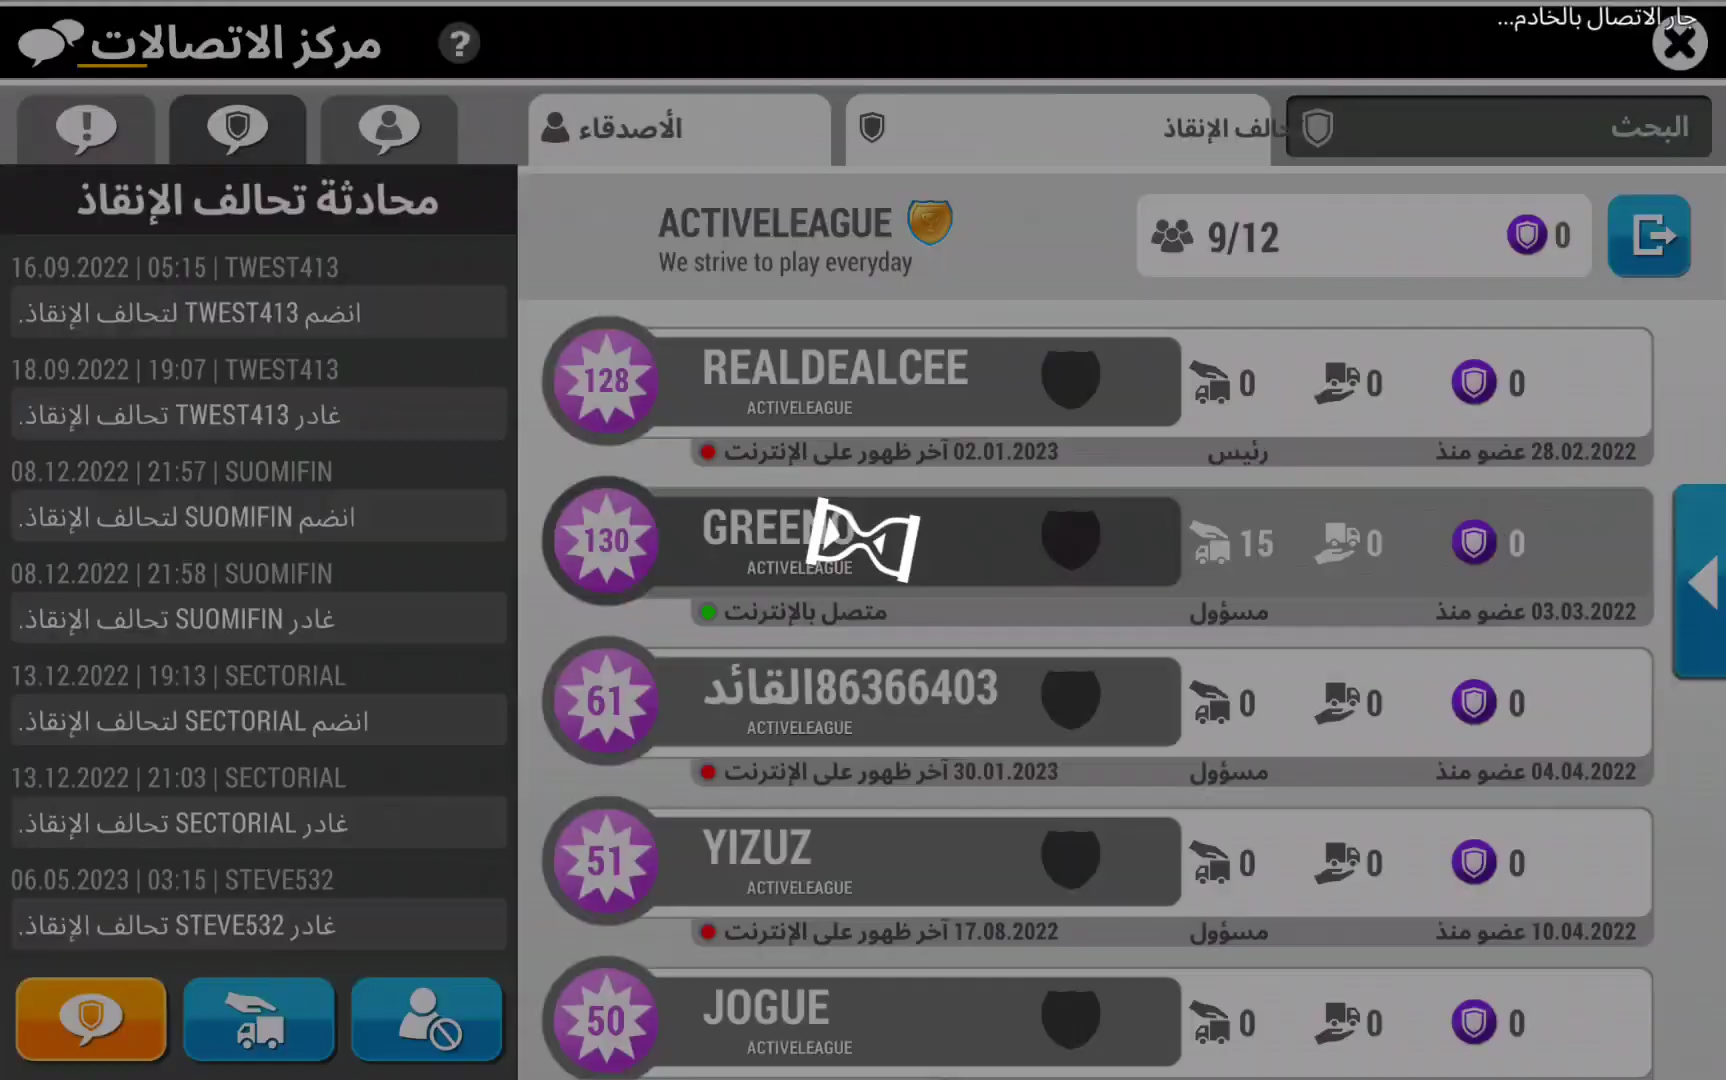 جار الاتصال بالخادم...
مركز الاتصالات
?
الأصدقاء
تحالف الإنقاذ
البحث
محادثة تحالف الإنقاذ
16.09.2022 | 05:15 | TWEST413
انضم TWEST413 لتحالف الإنقاذ.
18.09.2022 | 19:07 | TWEST413
غادر TWEST413 تحالف الإنقاذ.
08.12.2022 | 21:57 | SUOMIFIN
انضم SUOMIFIN لتحالف الإنقاذ.
08.12.2022 | 21:58 | SUOMIFIN
غادر SUOMIFIN تحالف الإنقاذ.
13.12.2022 | 19:13 | SECTORIAL
انضم SECTORIAL لتحالف الإنقاذ.
13.12.2022 | 21:03 | SECTORIAL
غادر SECTORIAL تحالف الإنقاذ.
06.05.2023 | 03:15 | STEVE532
غادر STEVE532 تحالف الإنقاذ.
ACTIVELEAGUE
We strive to play everyday
9/12
0
128
REALDEALCEE
ACTIVELEAGUE
0 0 0
02.01.2023 آخر ظهور على الإنترنت
رئيس
28.02.2022 عضو منذ
130
ACTIVELEAGUE
15 0 0
متصل بالإنترنت
مسؤول
03.03.2022 عضو منذ
61
القائد86366403
ACTIVELEAGUE
0 0 0
30.01.2023 آخر ظهور على الإنترنت
مسؤول
04.04.2022 عضو منذ
51
YIZUZ
ACTIVELEAGUE
0 0 0
17.08.2022 آخر ظهور على الإنترنت
مسؤول
10.04.2022 عضو منذ
50
JOGUE
ACTIVELEAGUE
0 0 0